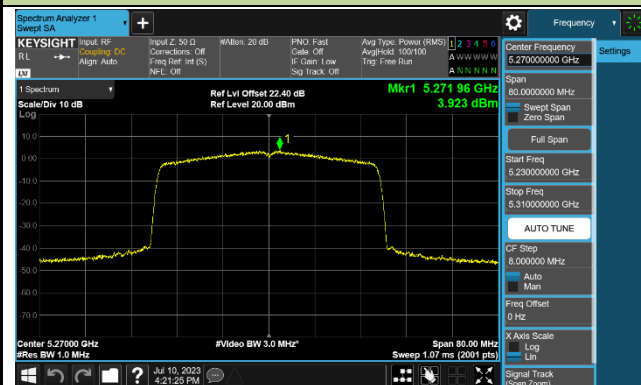 Spectrum Analyzer 1
Swept SA
Frequency
KEYSIGHT
RL
LXI
Input: RF
Coupling: DC
Align: Auto
Input Z: 50 Ω
Corrections: Off
Freq Ref: Int (S)
NFE: Off
#Atten: 20 dB
PNO: Fast
Gate: Off
IF Gain: Low
Sig Track: Off
Avg Type: Power (RMS)
Avg|Hold: 100/100
Trig: Free Run
1 2 3 4 5 6
A W W W W W
A N N N N N
1 Spectrum
Scale/Div 10 dB
Log
Ref Lvl Offset 22.40 dB
Ref Level 20.00 dBm
Mkr1 5.271 96 GHz
3.923 dBm
1
10.0
0.00
-10.0
-20.0
-30.0
-40.0
-50.0
-60.0
-70.0
Center 5.27000 GHz
#Res BW 1.0 MHz
#Video BW 3.0 MHz*
Span 80.00 MHz
Sweep 1.07 ms (2001 pts)
Jul 10, 2023
4:21:25 PM
Center Frequency
5.270000000 GHz
Span
80.0000000 MHz
Swept Span
Zero Span
Full Span
Start Freq
5.230000000 GHz
Stop Freq
5.310000000 GHz
AUTO TUNE
CF Step
8.000000 MHz
Auto
Man
Freq Offset
0 Hz
X Axis Scale
Log
Lin
Signal Track
(Span Zoom)
Settings